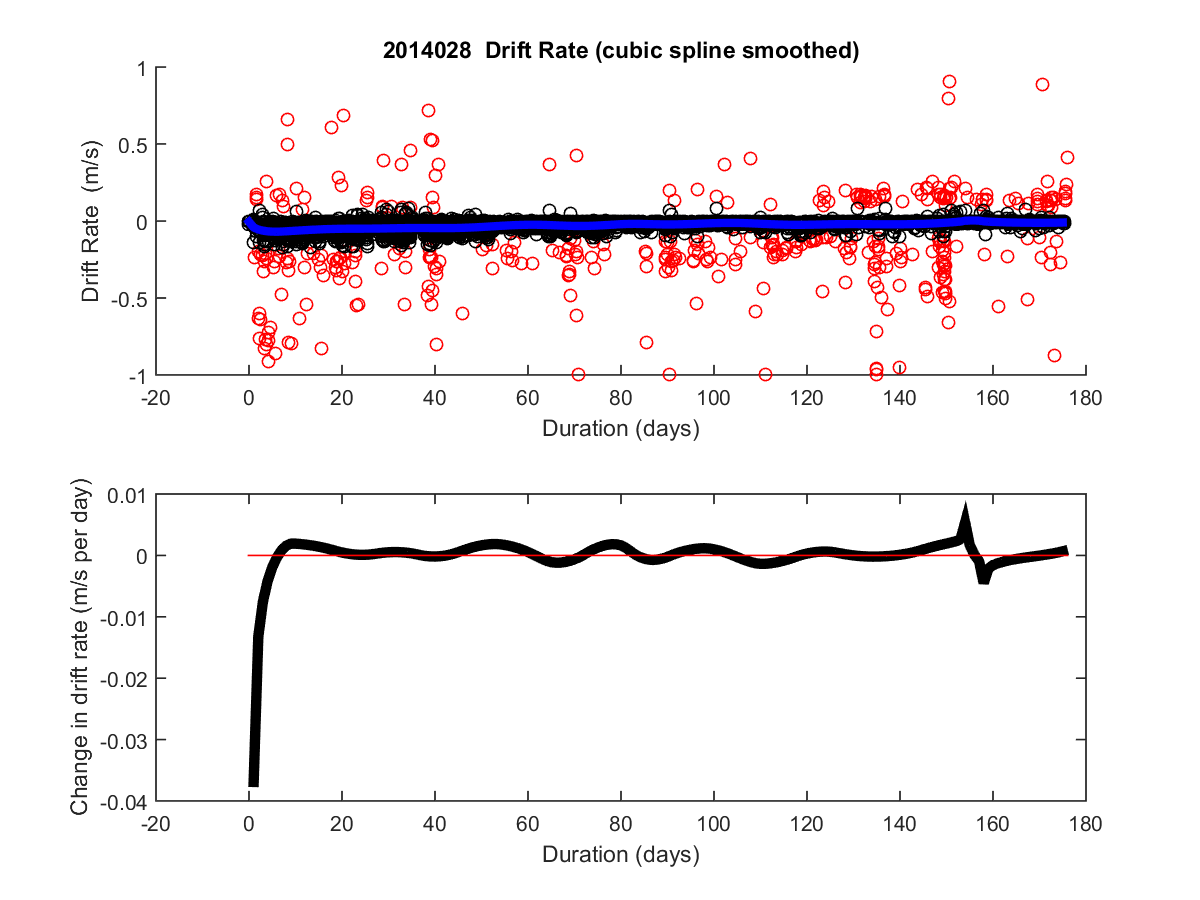 2014028  Drift Rate (cubic spline smoothed)
1
0.5
0
-0.5
-1
Drift Rate  (m/s)
-20 0 20 40 60 80 100 120 140 160 180
Duration (days)
0.01
0
-0.01
-0.02
-0.03
-0.04
Change in drift rate (m/s per day)
-20 0 20 40 60 80 100 120 140 160 180
Duration (days)